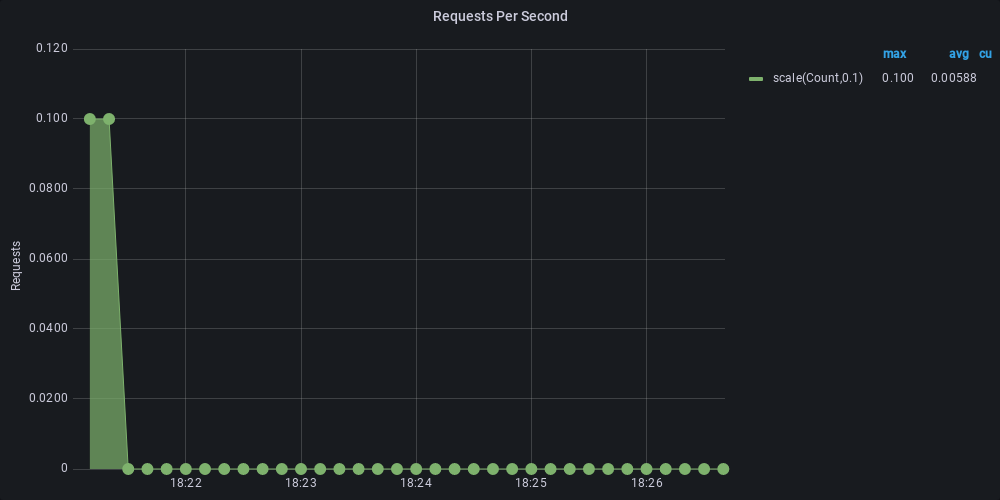 Requests Per Second
max avg cu
scale(Count,0.1) 0.100 0.00588
0.120
0.100
0.0800
0.0600
0.0400
0.0200
0
Requests
18:22 18:23 18:24 18:25 18:26